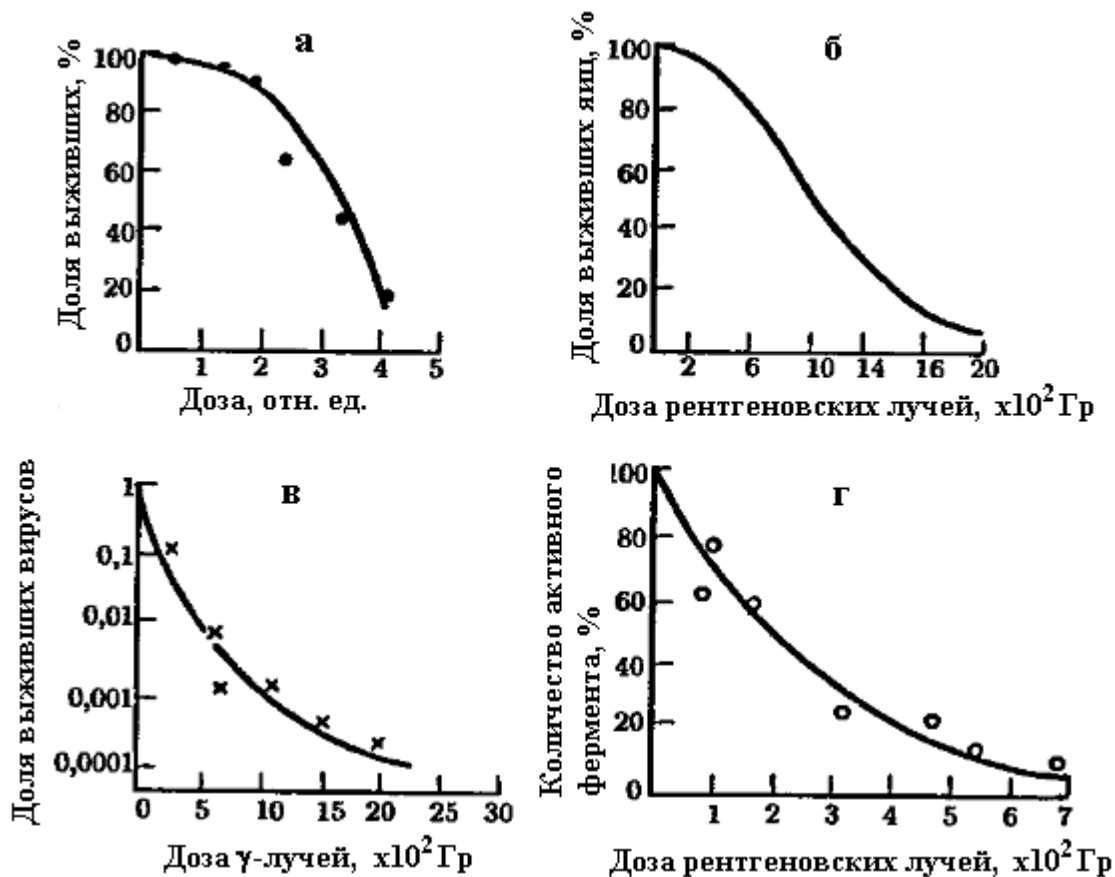 а
Доля выживших, %
100
80
60
40
20
0
1 2 3 4 5
Доза, отн. ед.
б
Доля выживших яиц, %
100
80
60
40
20
0
2 6 10 14 16 20
Доза рентгеновских лучей, х10² Гр
в
Доля выживших вирусов
1
0,1
0,01
0,001
0,0001
0 5 10 15 20 25 30
Доза γ-лучей, х10² Гр
г
Количество активного
фермента, %
100
80
60
40
20
0
1 2 3 4 5 6 7
Доза рентгеновских лучей, х10² Гр